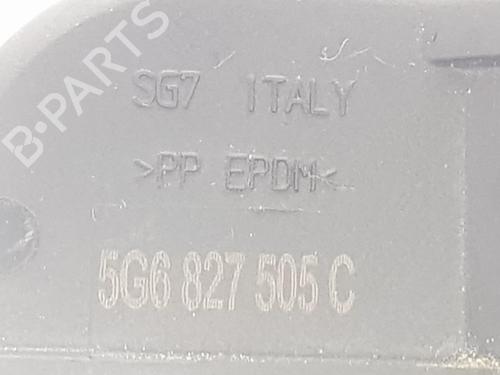 B-PARTS
SG7 ITALY
>PP EPDM<
5G6 827 505 C